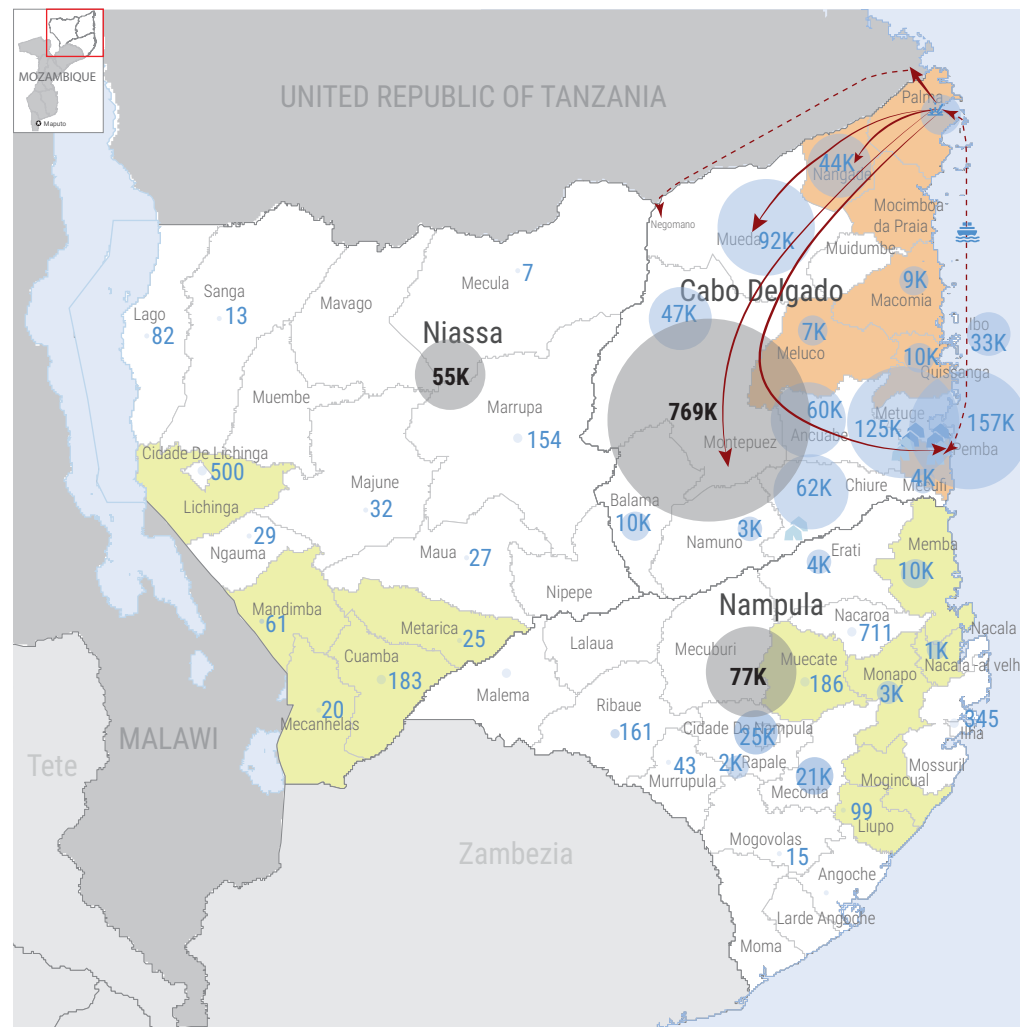 MOZAMBIQUE
Maputo
UNITED REPUBLIC OF TANZANIA
Palma
44K
Nangade
Mocimboa-
da Praia
Negomano
Mueda
92K
Muidumbe
Mecula
7
Sanga
13
Mavago
Lago
82
Cabo Delgado
9K
Macomia
47K
7K
Meluco
Ibo
33K
10K
Quissanga
Niassa
55K
Muembe
Marrupa
154
769K
Montepuez
60K
Ancuabe
Metuge
125K
157K
Pemba
Cidade De Lichinga
500
Lichinga
Majune
32
Balama
10K
62K
Chiure
4K
Mecufi
29
Ngauma
Maua
27
Namuno
3K
4K
Erati
Memba
10K
Nipepe
Mandimba
61
Metarica
25
Nampula
Nacaroa
711
Nacala
1K
Nacala-al velh
Lalaua
Mecuburi
77K
Muecate
186
Monapo
3K
Cuamba
183
20
Mecanhelas
Malema
Ribaue
161
Cidade De Nampula
25K
345
Ilha
MALAWI
Tete
43
Murrupula
2K
Rapale
21K
Meconta
Mossuril
Mogincual
99
Liupo
Zambezia
Mogovolas
15
Angoche
Larde Angoche
Moma